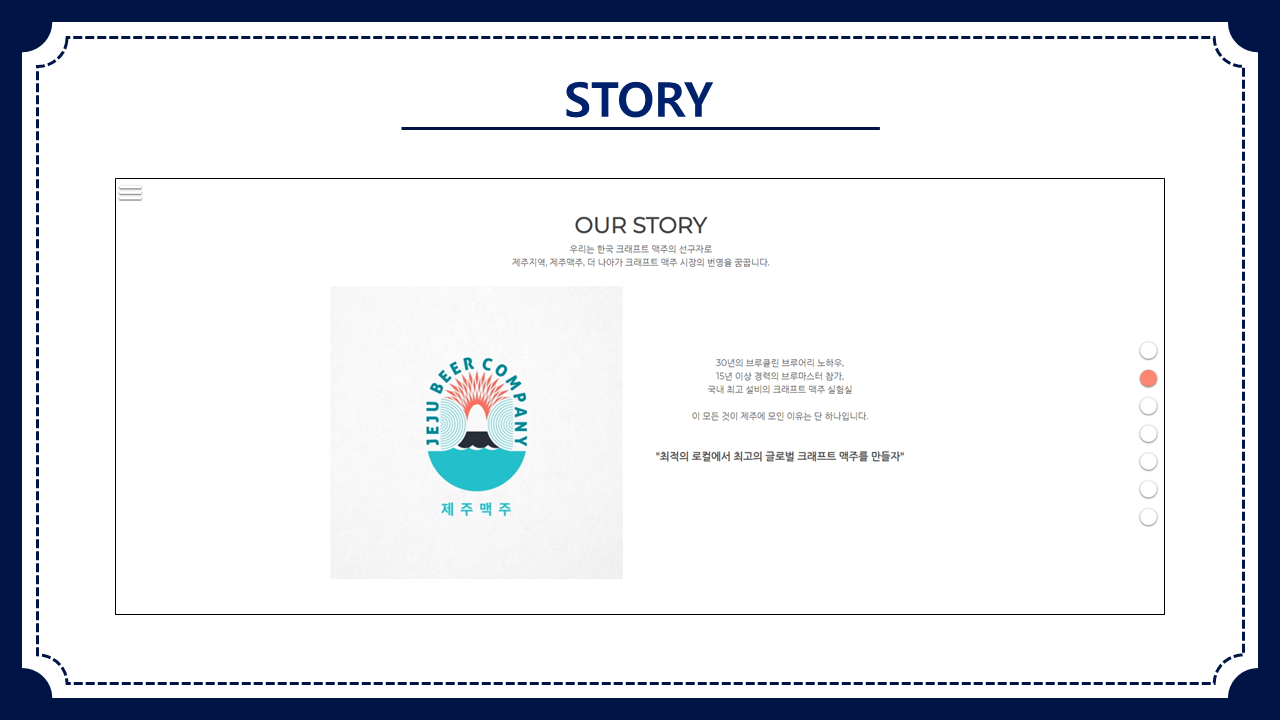 STORY
OUR STORY
우리는 한국 크래프트 맥주의 선구자로
제주지역, 제주맥주, 더 나아가 크래프트 맥주 시장의 번영을 꿈꿉니다.
JEJU BEER COMPANY
제주맥주
30년의 브루클린 브루어리 노하우,
15년 이상 경력의 브루마스터 참가,
국내 최고 설비의 크래프트 맥주 실험실
이 모든 것이 제주에 모인 이유는 단 하나입니다.
"최적의 로컬에서 최고의 글로벌 크래프트 맥주를 만들자"